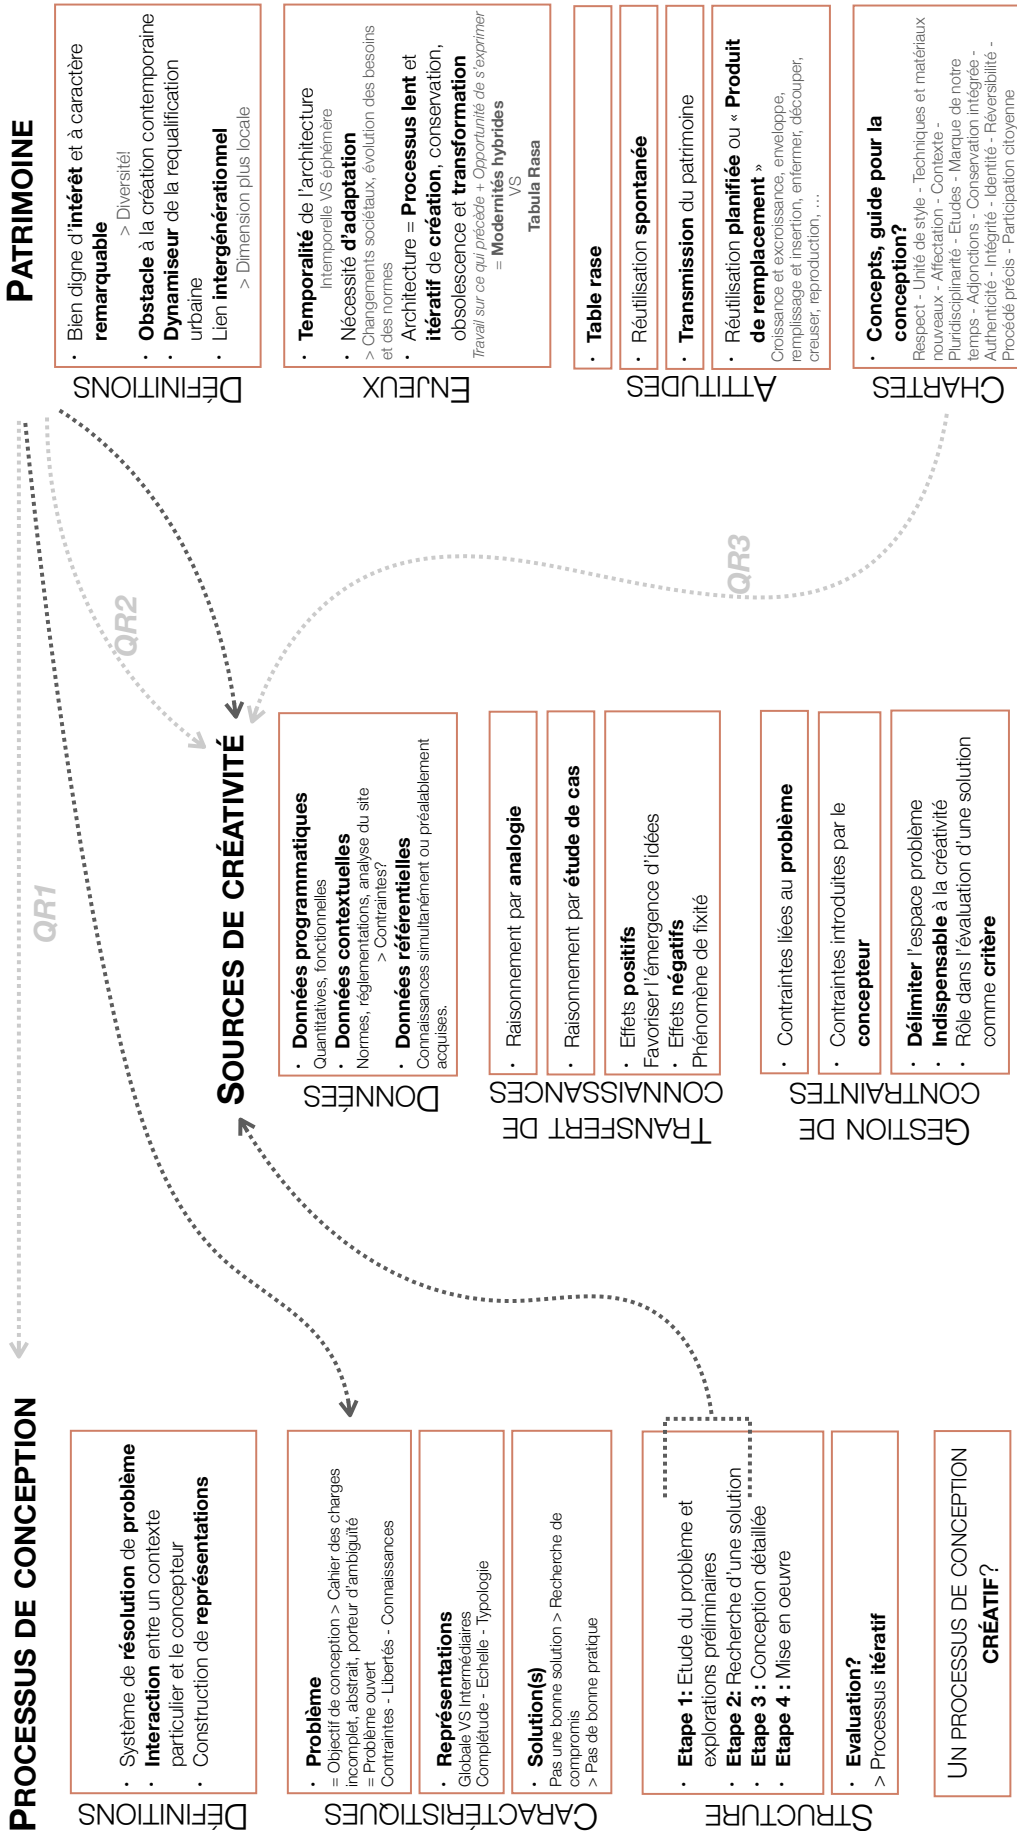 PROCESSUS DE CONCEPTION
DÉFINITIONS
· Système de résolution de problème
· Interaction entre un contexte
particulier et le concepteur
· Construction de représentations
CARACTÉRISTIQUES
· Problème
= Objectif de conception > Cahier des charges
incomplet, abstrait, porteur d'ambiguïté
= Problème ouvert
Contraintes - Libertés - Connaissances
· Représentations
Globale VS Intermédiaires
Complétude - Echelle - Typologie
· Solution(s)
Pas une bonne solution > Recherche de
compromis
> Pas de bonne pratique
STRUCTURE
· Etape 1: Etude du problème et
explorations préliminaires
· Etape 2: Recherche d'une solution
· Etape 3 : Conception détaillée
· Etape 4 : Mise en oeuvre
· Evaluation?
> Processus itératif
UN PROCESSUS DE CONCEPTION
CRÉATIF?
QR1
QR2
QR3
SOURCES DE CRÉATIVITÉ
DONNÉES
· Données programmatiques
Quantitatives, fonctionnelles
· Données contextuelles
Normes, réglementations, analyse du site
> Contraintes?
· Données référentielles
Connaissances simultanément ou préalablement
acquises.
TRANSFERT DE
CONNAISSANCES
· Raisonnement par analogie
· Raisonnement par étude de cas
· Effets positifs
Favoriser l'émergence d'idées
· Effets négatifs
Phénomène de fixité
GESTION DE
CONTRAINTES
· Contraintes liées au problème
· Contraintes introduites par le
concepteur
· Délimiter l'espace problème
· Indispensable à la créativité
· Rôle dans l'évaluation d'une solution
comme critère
PATRIMOINE
DÉFINITIONS
· Bien digne d'intérêt et à caractère
remarquable
> Diversité!
· Obstacle à la création contemporaine
· Dynamiseur de la requalification
urbaine
· Lien intergénérationnel
> Dimension plus locale
ENJEUX
· Temporalité de l'architecture
Intemporelle VS éphémère
· Nécessité d'adaptation
> Changements sociétaux, évolution des besoins
et des normes
· Architecture = Processus lent et
itératif de création, conservation,
obsolescence et transformation
Travail sur ce qui précède + Opportunité de s'exprimer
= Modernités hybrides
VS
Tabula Rasa
ATTITUDES
· Table rase
· Réutilisation spontanée
· Transmission du patrimoine
· Réutilisation planifiée ou « Produit
de remplacement »
Croissance et excroissance, enveloppe,
remplissage et insertion, enfermer, découper,
creuser, reproduction, …
CHARTES
· Concepts, guide pour la
conception?
Respect - Unité de style - Techniques et matériaux
nouveaux - Affectation - Contexte -
Pluridisciplinarité - Etudes - Marque de notre
temps - Adjonctions - Conservation intégrée -
Authenticité - Intégrité - Identité - Réversibilité -
Procédé précis - Participation citoyenne